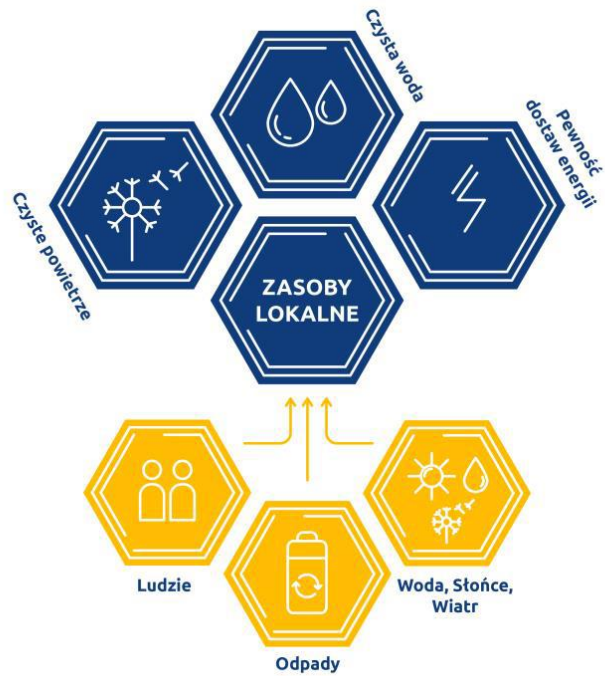 Czysta woda
Pewność
dostaw energii
Czyste powietrze
ZASOBY
LOKALNE
Ludzie
Woda, Słońce,
Wiatr
Odpady